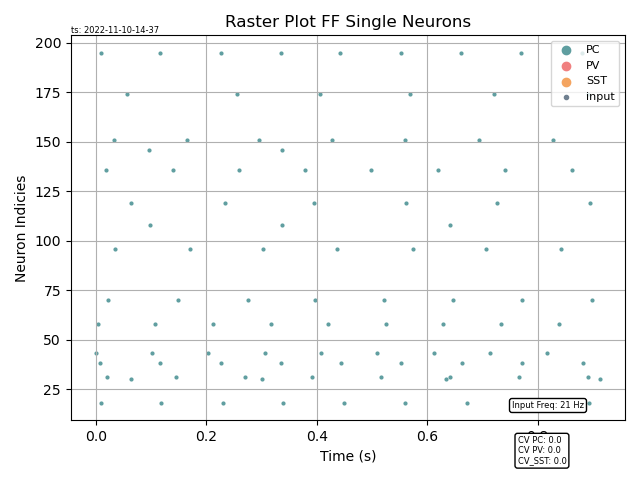 Raster Plot FF Single Neurons
ts: 2022-11-10-14-37
200
175
150
125
100
75
50
25
Neuron Indicies
PC
PV
SST
input
Input Freq: 21 Hz
0.0 0.2 0.4 0.6 0.8
Time (s)
CV PC: 0.0
CV PV: 0.0
CV_SST: 0.0